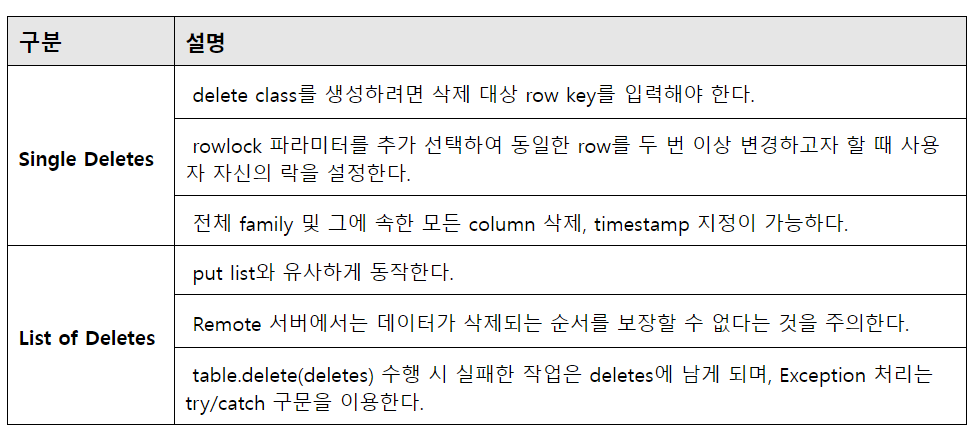 구분
설명
Single Deletes
delete class를 생성하려면 삭제 대상 row key를 입력해야 한다.
rowlock 파라미터를 추가 선택하여 동일한 row를 두 번 이상 변경하고자 할 때 사용
자 자신의 락을 설정한다.
전체 family 및 그에 속한 모든 column 삭제, timestamp 지정이 가능하다.
List of Deletes
put list와 유사하게 동작한다.
Remote 서버에서는 데이터가 삭제되는 순서를 보장할 수 없다는 것을 주의한다.
table.delete(deletes) 수행 시 실패한 작업은 deletes에 남게 되며, Exception 처리는
try/catch 구문을 이용한다.